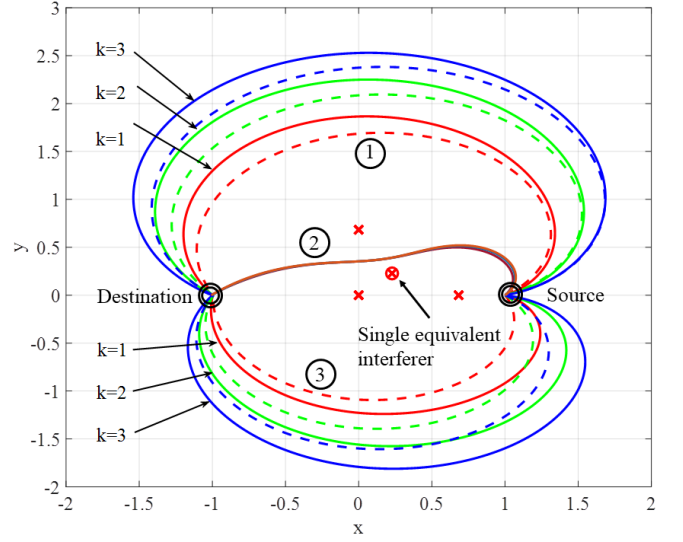 3
2.5
2
1.5
1
0.5
0
-0.5
-1
-1.5
-2
y
k=3
k=2
k=1
1
2
Destination
Source
Single equivalent
interferer
3
k=1
k=2
k=3
-2
-1.5
-1
-0.5
0
0.5
1
1.5
2
x